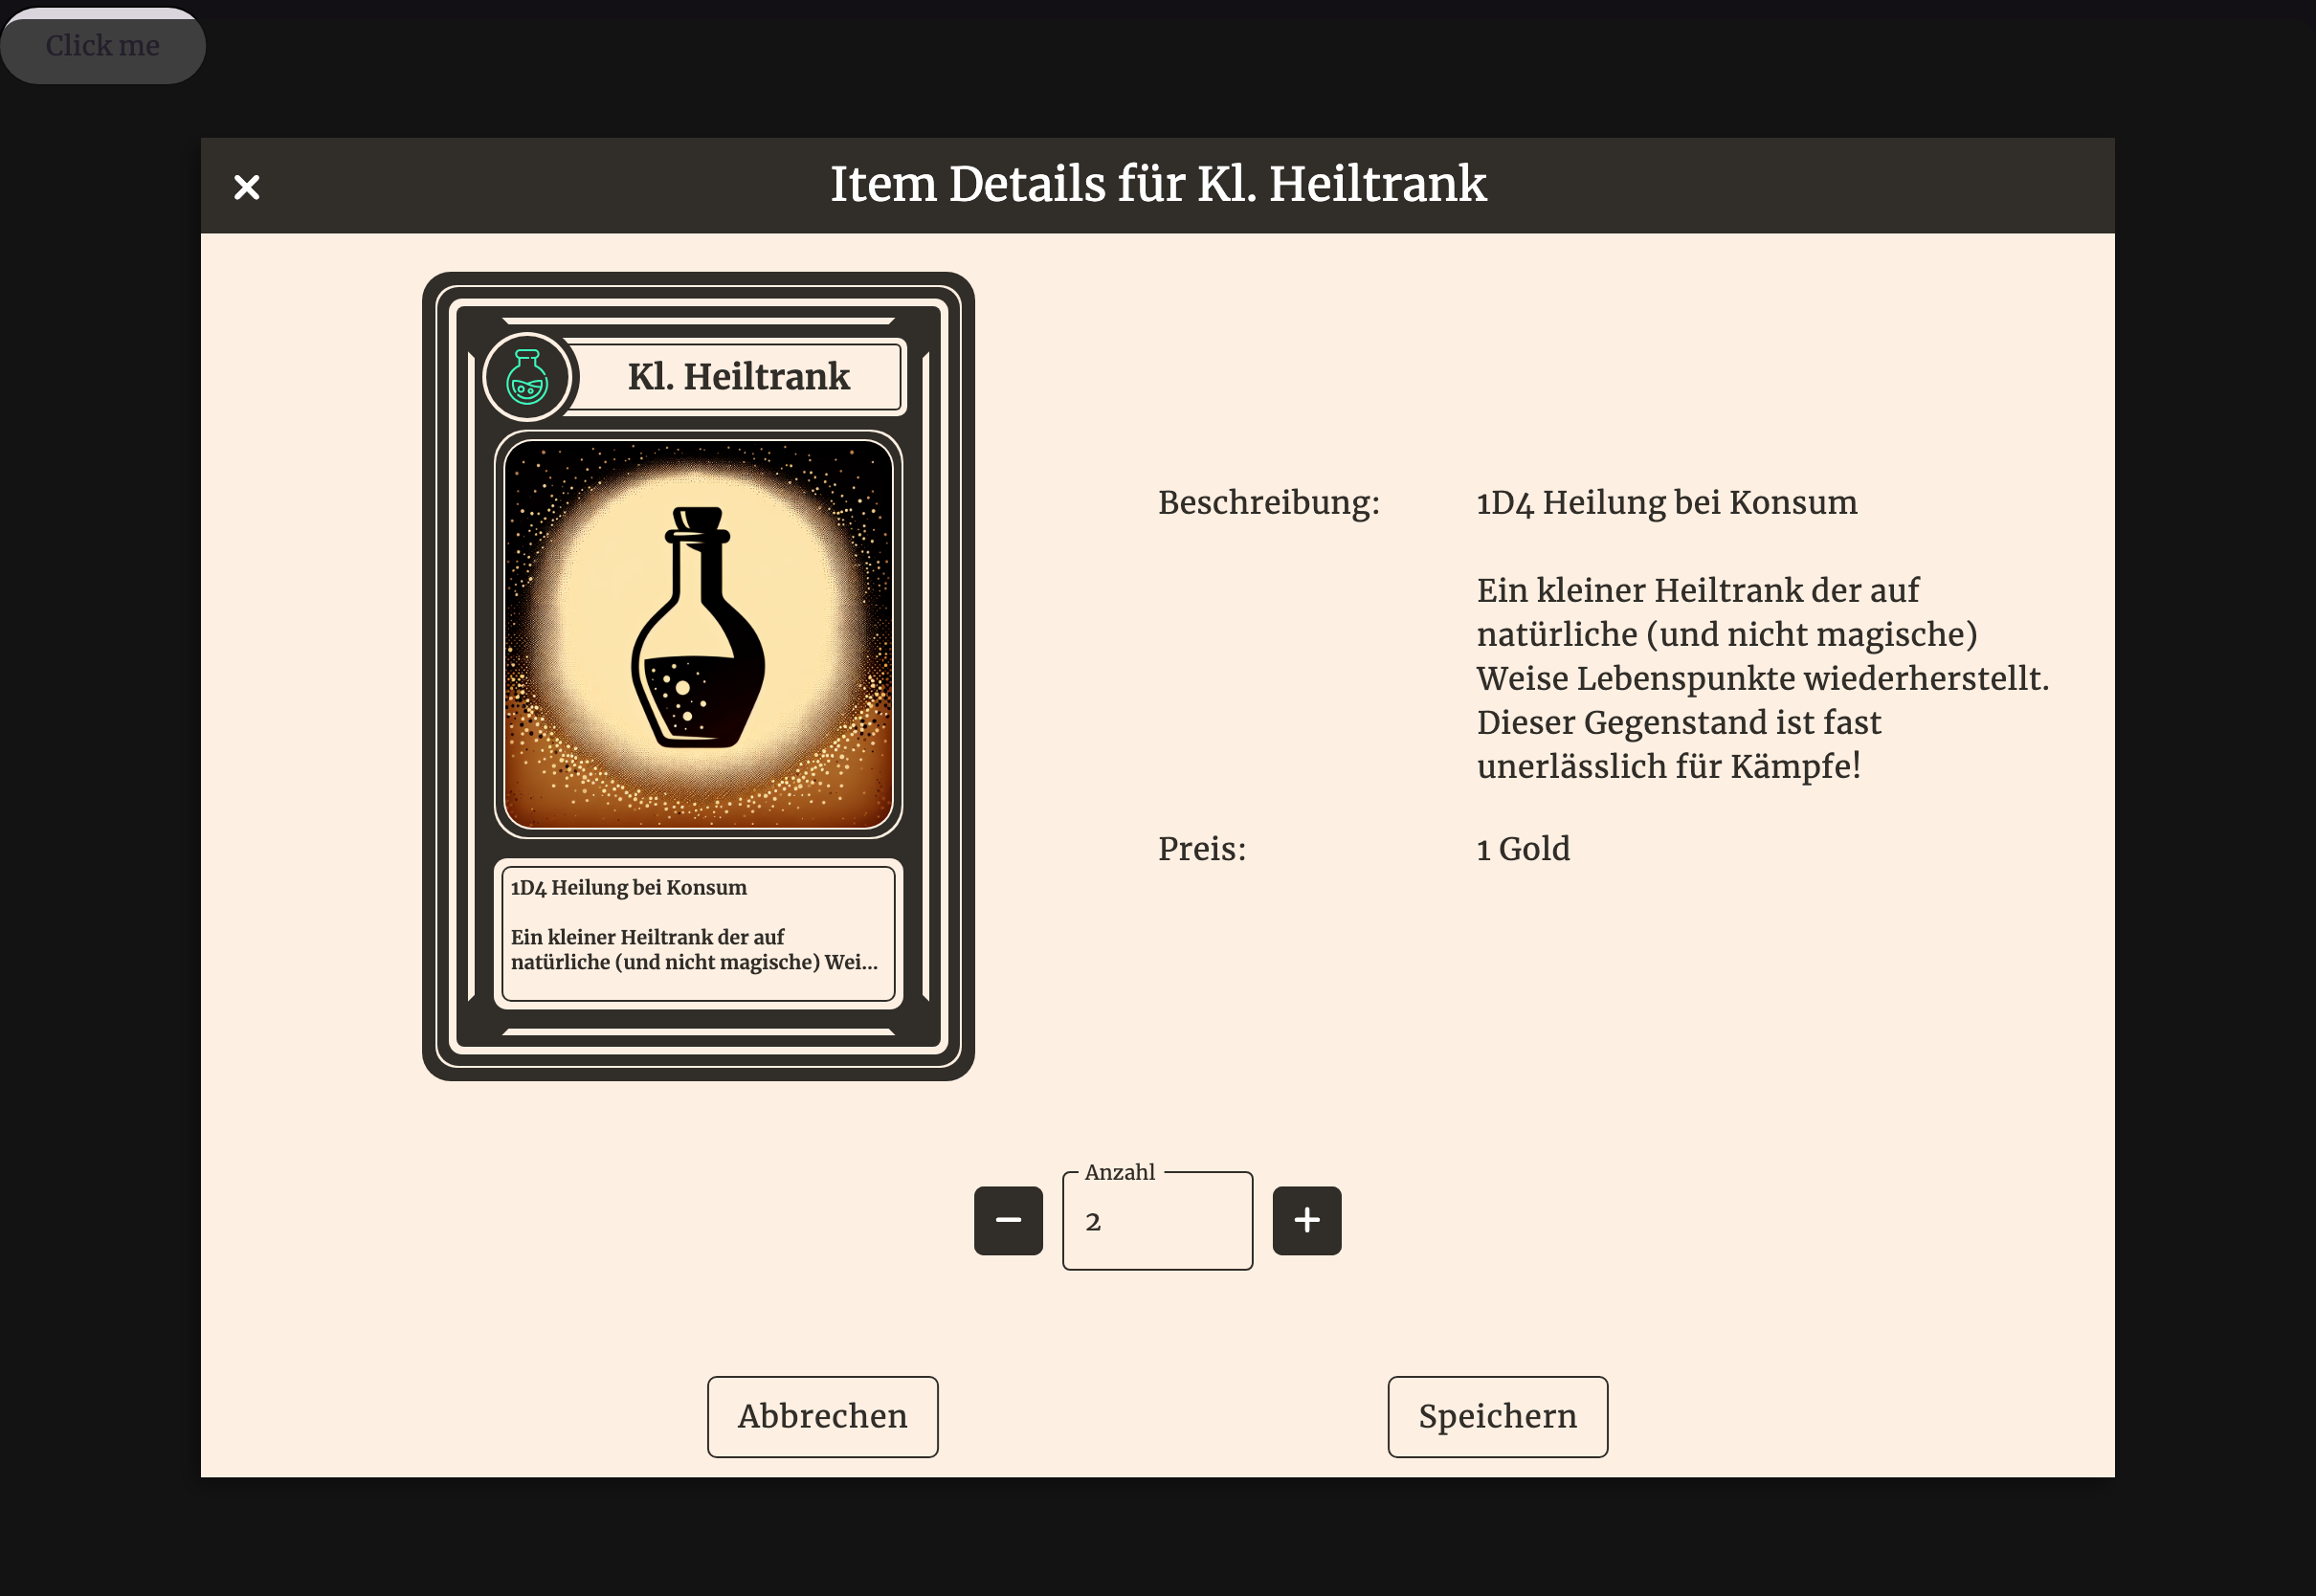 Click me
Item Details für Kl. Heiltrank
Kl. Heiltrank
1D4 Heilung bei Konsum
Ein kleiner Heiltrank der auf
natürliche (und nicht magische) Wei...
Beschreibung:
1D4 Heilung bei Konsum
Ein kleiner Heiltrank der auf
natürliche (und nicht magische)
Weise Lebenspunkte wiederherstellt.
Dieser Gegenstand ist fast
unerlässlich für Kämpfe!
Preis:
1 Gold
Anzahl
2
Abbrechen
Speichern